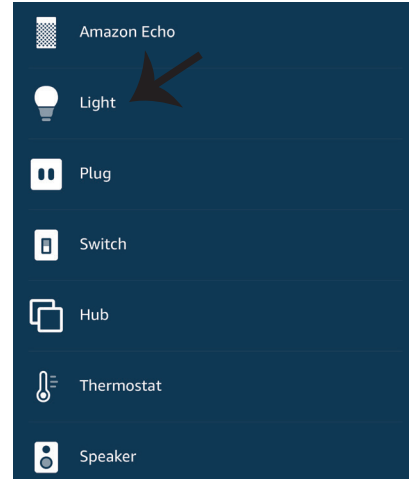 Amazon Echo
Light
Plug
Switch
Hub
Thermostat
Speaker